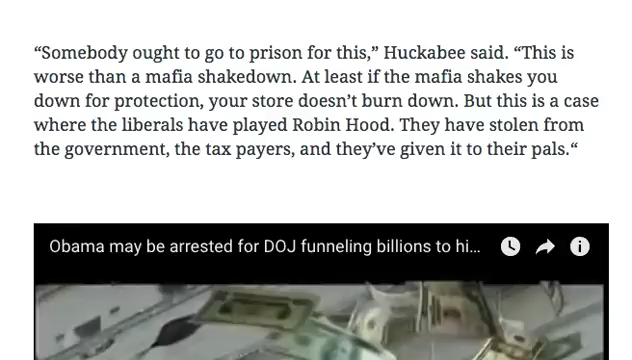 “Somebody ought to go to prison for this,” Huckabee said. “This is
worse than a mafia shakedown. At least if the mafia shakes you
down for protection, your store doesn’t burn down. But this is a case
where the liberals have played Robin Hood. They have stolen from
the government, the tax payers, and they’ve given it to their pals.“
Obama may be arrested for DOJ funneling billions to hi...